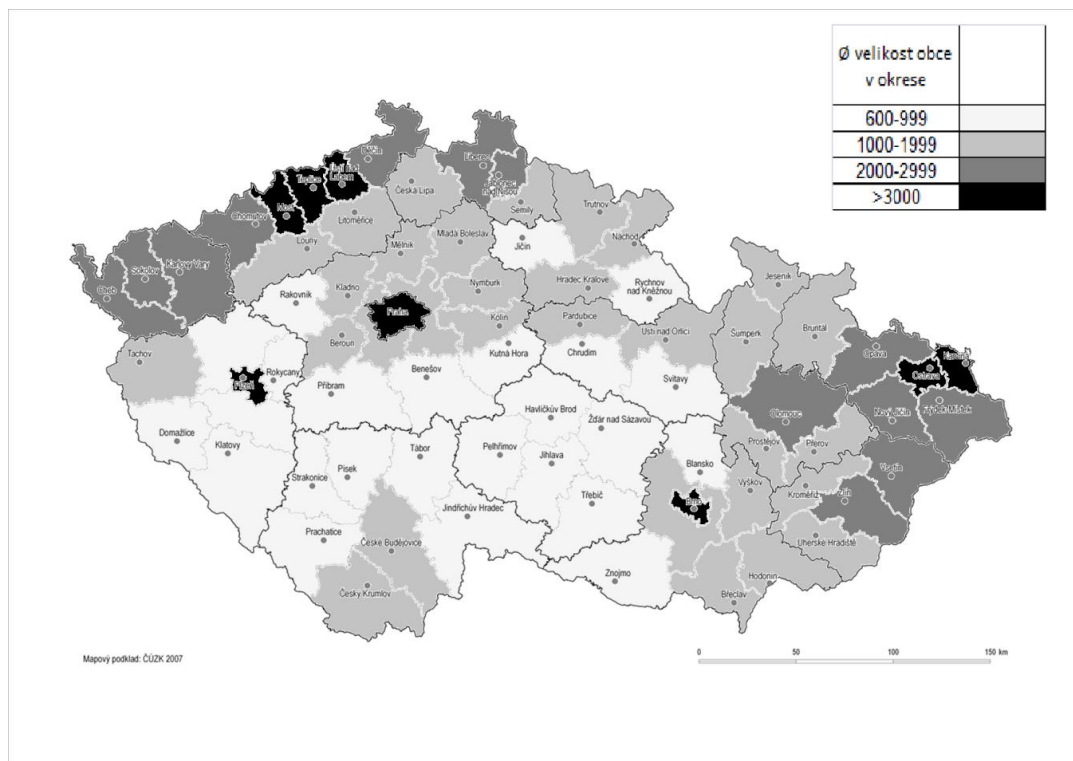 Ø velikost obce
v okrese
600-999
1000-1999
2000-2999
>3000
Děčín
Liberec
Teplice
Ústí nad
Labem
Jablonec
nad Nisou
Česká Lipa
Most
Semily
Trutnov
Chomutov
Litoměřice
Mladá Boleslav
Jičín
Náchod
Louny
Mělník
Sokolov
Karlovy Vary
Jeseník
Cheb
Rakovník
Kladno
Nymburk
Hradec Králové
Rychnov
nad Kněžnou
Praha
Kolín
Pardubice
Ústí nad Orlicí
Šumperk
Bruntál
Beroun
Opava
Karviná
Tachov
Kutná Hora
Chrudim
Ostrava
Plzeň
Rokycany
Benešov
Příbram
Svitavy
Frýdek Místek
Olomouc
Nový Jičín
Havlíčkův Brod
Žďár nad Sázavou
Domažlice
Klatovy
Tábor
Pelhřimov
Jihlava
Blansko
Prostějov
Přerov
Vsetín
Strakonice
Písek
Vyškov
Kroměříž
Zlín
Třebíč
Brno
Jindřichův Hradec
Prachatice
České Budějovice
Uherské Hradiště
Znojmo
Hodonín
Český Krumlov
Břeclav
Mapový podklad: ČÚZK 2007
0 50 100 150 km